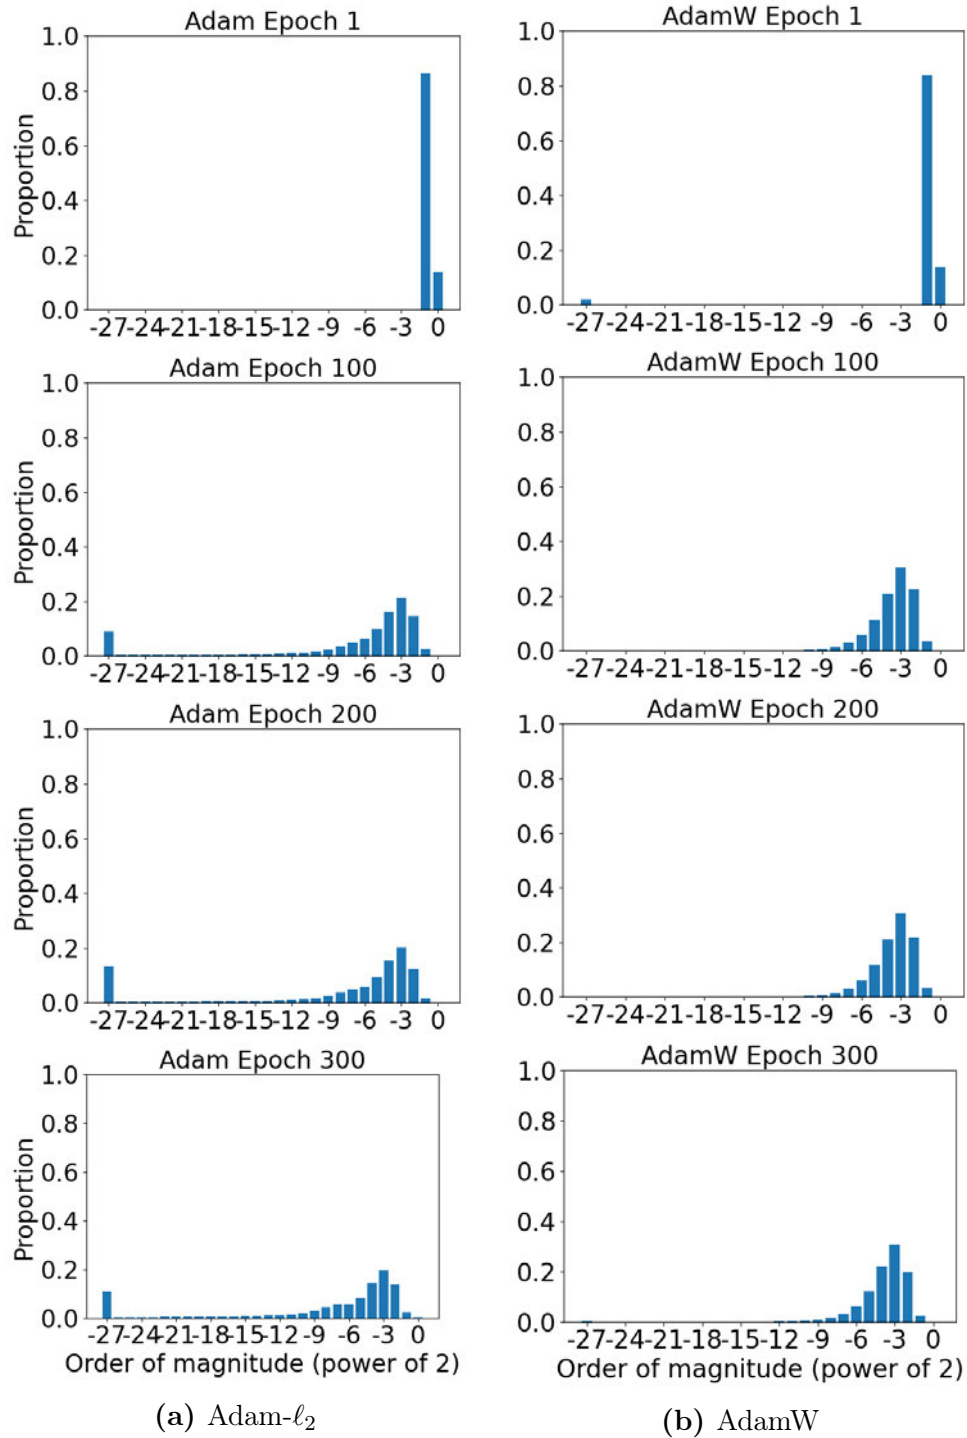 Adam Epoch 1
1.0
0.8
0.6
0.4
0.2
0.0
Proportion
-27-24-21-18-15-12 -9 -6 -3 0
AdamW Epoch 1
1.0
0.8
0.6
0.4
0.2
0.0
-27-24-21-18-15-12 -9 -6 -3 0
Adam Epoch 100
1.0
0.8
0.6
0.4
0.2
0.0
Proportion
-27-24-21-18-15-12 -9 -6 -3 0
AdamW Epoch 100
1.0
0.8
0.6
0.4
0.2
0.0
-27-24-21-18-15-12 -9 -6 -3 0
Adam Epoch 200
1.0
0.8
0.6
0.4
0.2
0.0
Proportion
-27-24-21-18-15-12 -9 -6 -3 0
AdamW Epoch 200
1.0
0.8
0.6
0.4
0.2
0.0
-27-24-21-18-15-12 -9 -6 -3 0
Adam Epoch 300
1.0
0.8
0.6
0.4
0.2
0.0
Proportion
-27-24-21-18-15-12 -9 -6 -3 0
Order of magnitude (power of 2)
AdamW Epoch 300
1.0
0.8
0.6
0.4
0.2
0.0
-27-24-21-18-15-12 -9 -6 -3 0
Order of magnitude (power of 2)
(a) Adam-ℓ₂
(b) AdamW